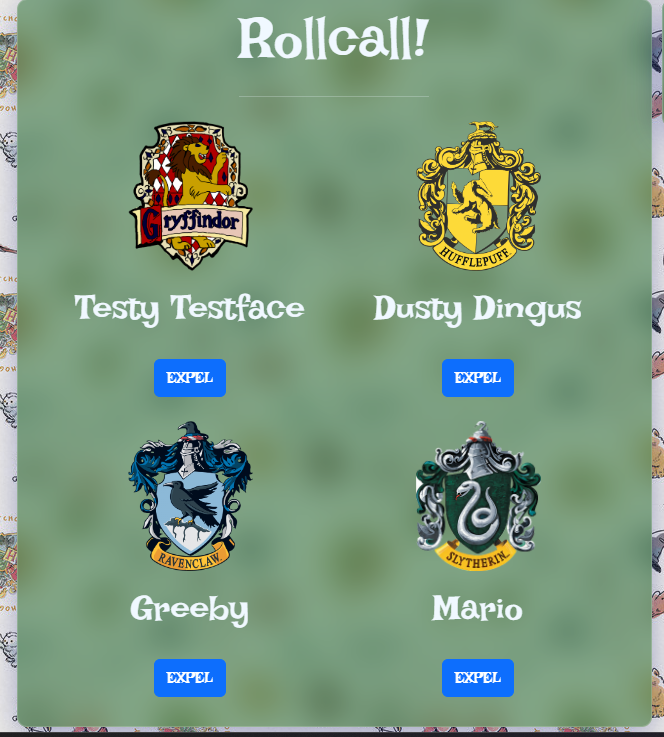 Rollcall!
Gryffindor
HUFFLEPUFF
Testy Testface
Dusty Dingus
EXPEL
EXPEL
RAVENCLAW.
SLYTHERIN.
Greeby
Mario
EXPEL
EXPEL